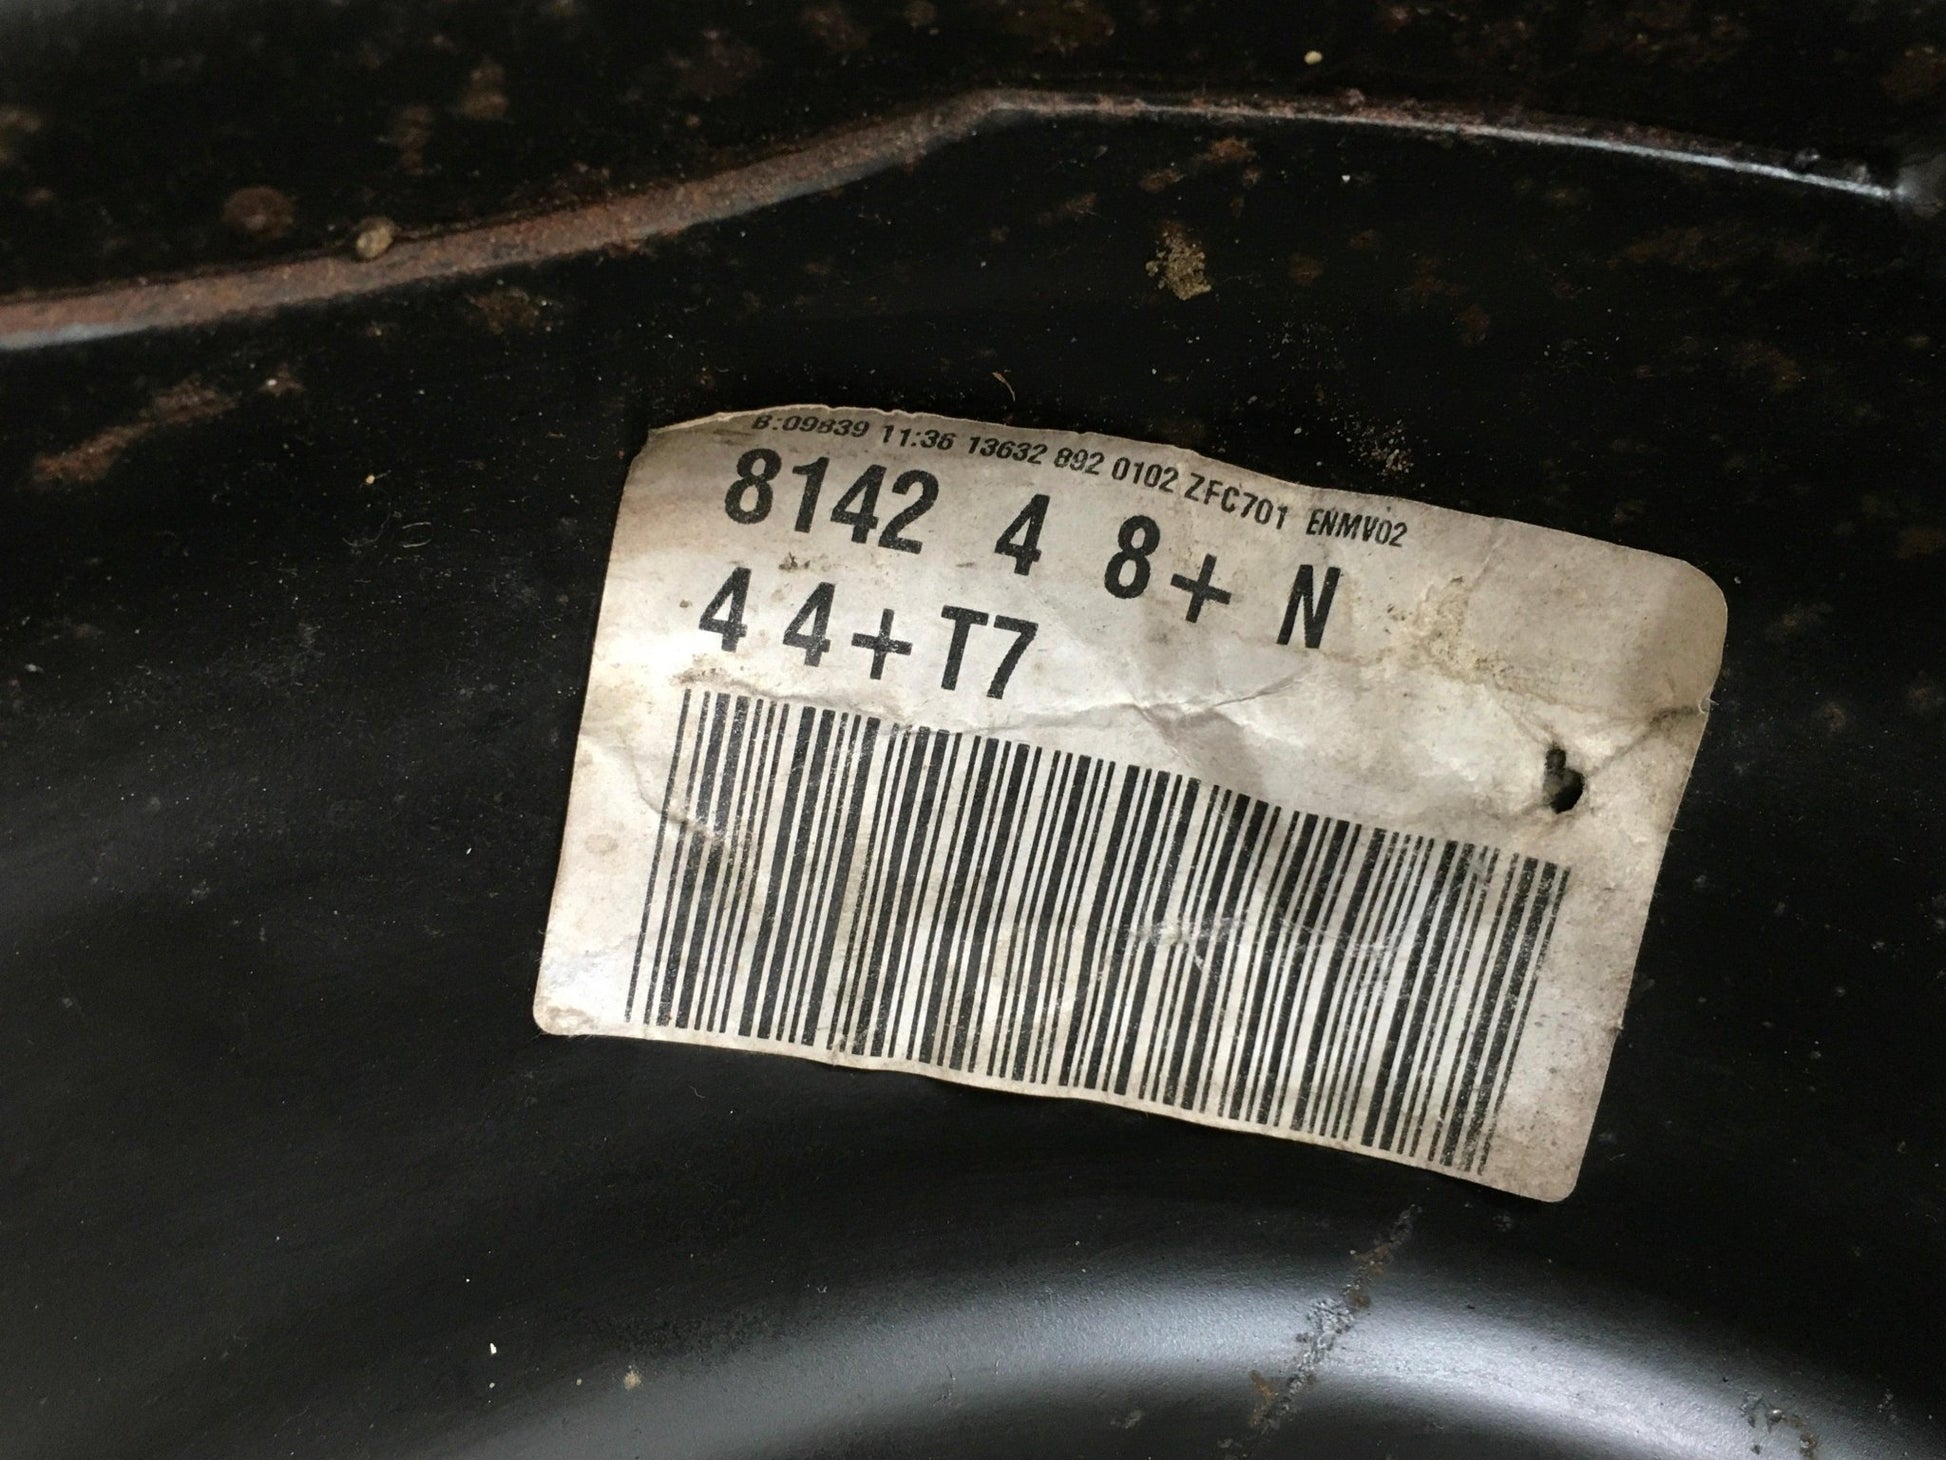 B:09839 11:36 13632 892 0102 ZFC701 ENMV02
8142 4 8+ N
4 4+T7